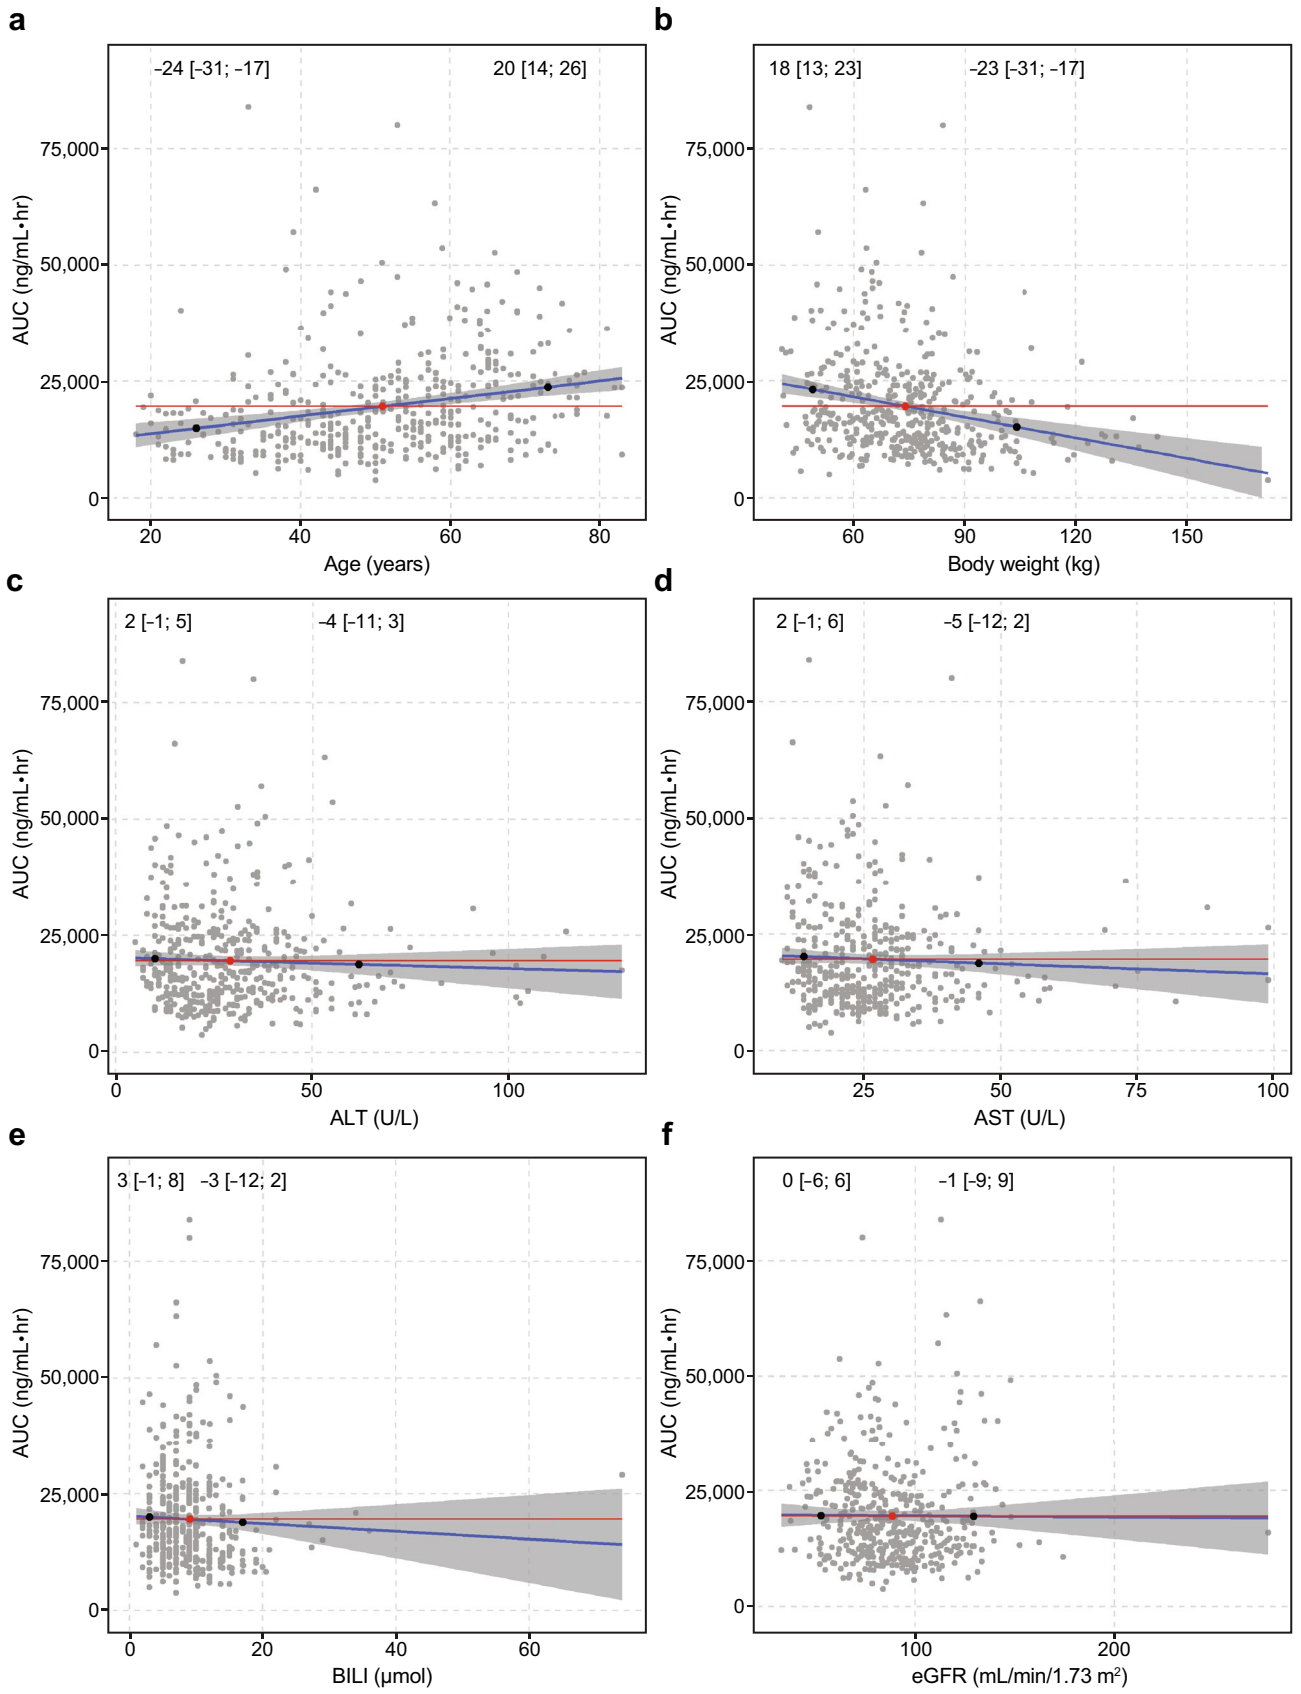 a
–24 [–31; –17]
20 [14; 26]
AUC (ng/mL•hr)
75,000
50,000
25,000
0
20
40
60
80
Age (years)
b
18 [13; 23]
–23 [–31; –17]
AUC (ng/mL•hr)
75,000
50,000
25,000
0
60
90
120
150
Body weight (kg)
c
2 [–1; 5]
–4 [–11; 3]
AUC (ng/mL•hr)
75,000
50,000
25,000
0
0
50
100
ALT (U/L)
d
2 [–1; 6]
–5 [–12; 2]
AUC (ng/mL•hr)
75,000
50,000
25,000
0
25
50
75
100
AST (U/L)
e
3 [–1; 8]
–3 [–12; 2]
AUC (ng/mL•hr)
75,000
50,000
25,000
0
0
20
40
60
BILI (µmol)
f
0 [–6; 6]
–1 [–9; 9]
AUC (ng/mL•hr)
75,000
50,000
25,000
0
100
200
eGFR (mL/min/1.73 m²)